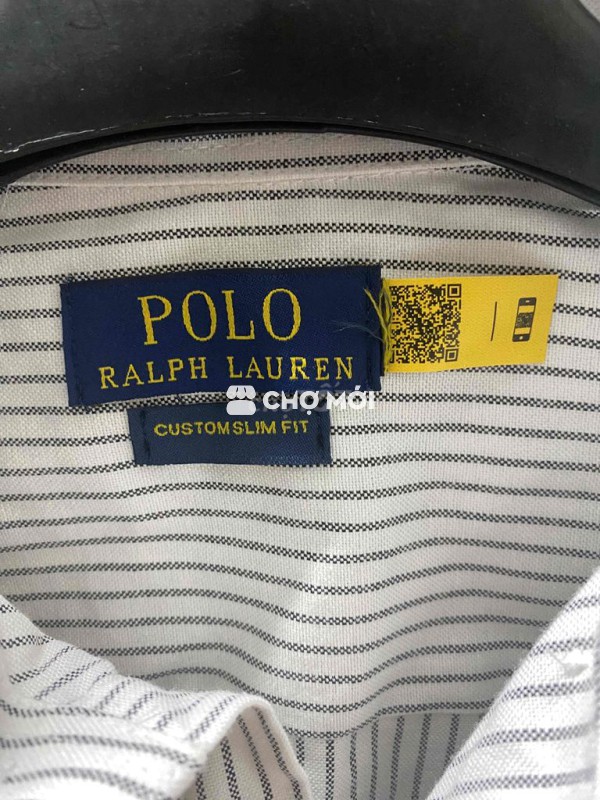 POLO
RALPH LAUREN
CHỢ MỚI
CUSTOM SLIM FIT